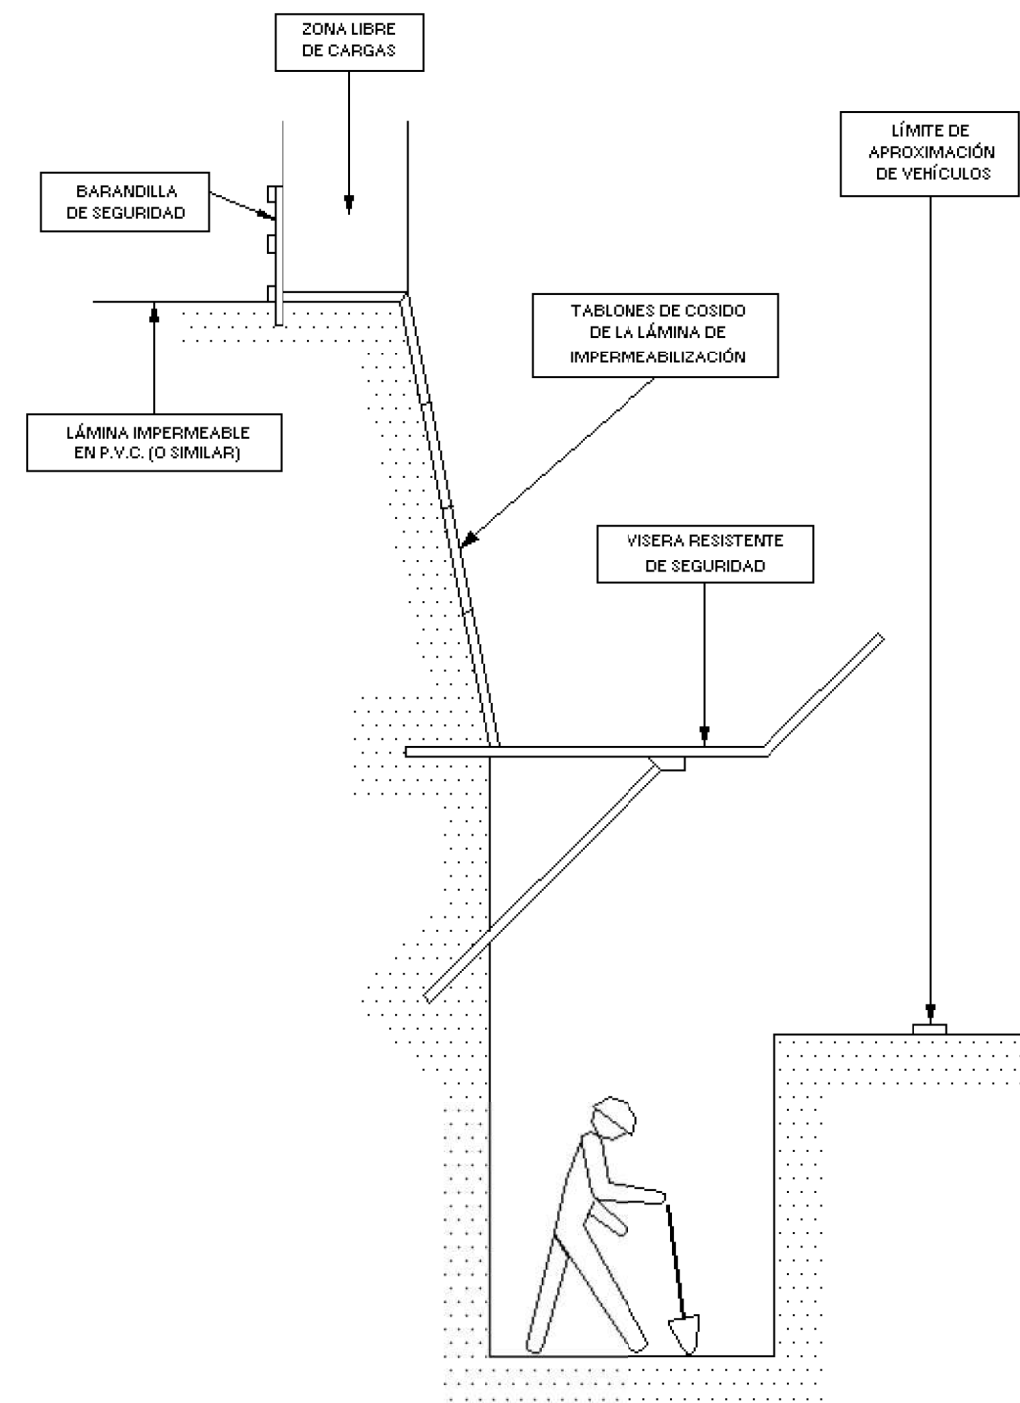 ZONA LIBRE
DE CARGAS
LÍMITE DE
APROXIMACIÓN
DE VEHÍCULOS
BARANDILLA
DE SEGURIDAD
TABLONES DE COSIDO
DE LA LÁMINA DE
IMPERMEABILIZACIÓN
LÁMINA IMPERMEABLE
EN P.V.C. (O SIMILAR)
VISERA RESISTENTE
DE SEGURIDAD